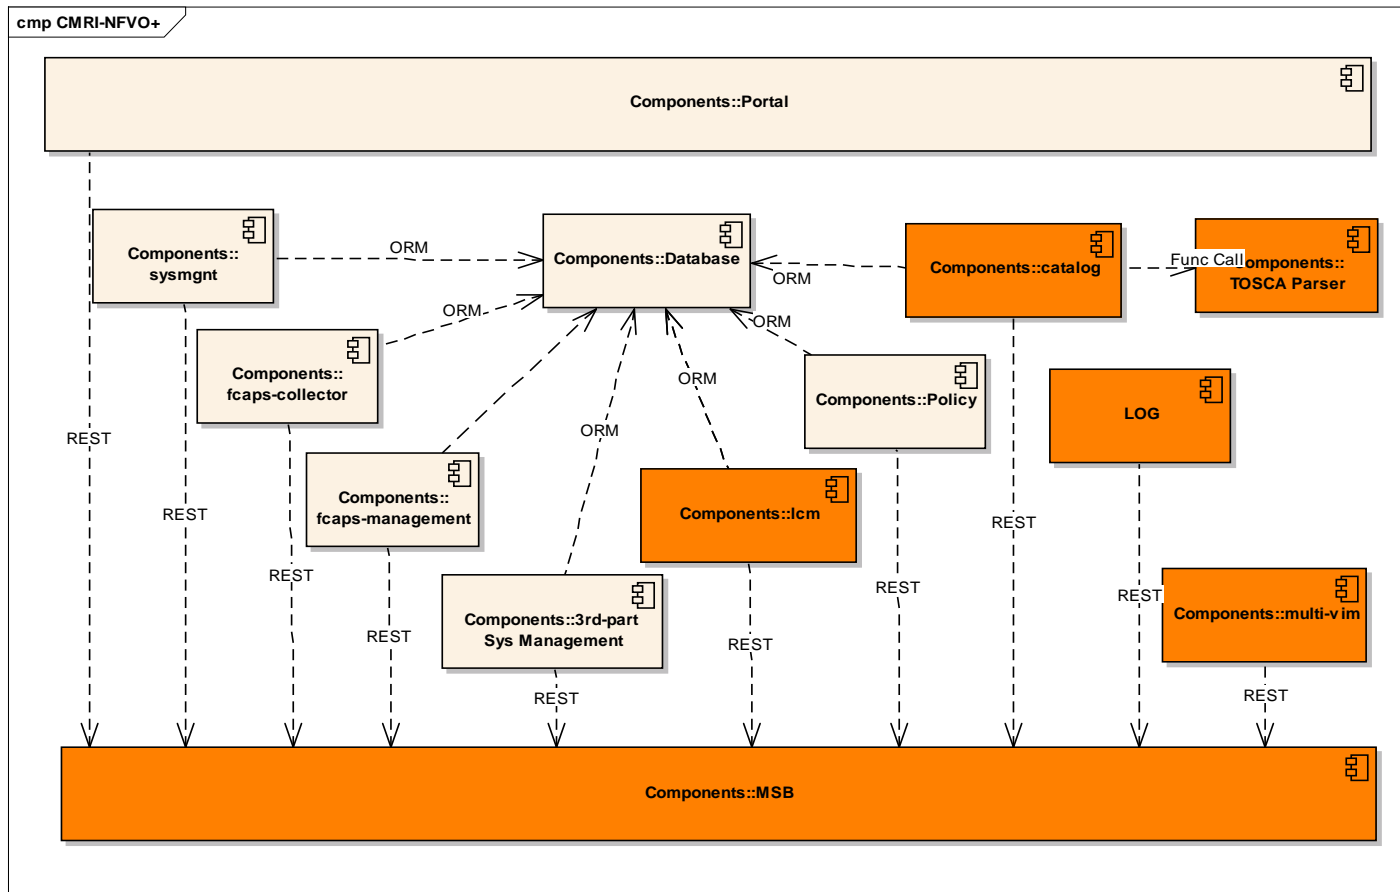 cmp CMRI-NFVO+
Components::Portal
Components::
sysmgnt
ORM
Components::Database
ORM
Components::catalog
Func Call
Components::
TOSCA Parser
ORM
ORM
Components::
fcaps-collector
ORM
Components::Policy
LOG
REST
ORM
Components::
fcaps-management
Components::lcm
REST
REST
REST
REST
REST
Components::3rd-part
Sys Management
REST
REST
Components::multi-vim
REST
REST
REST
Components::MSB